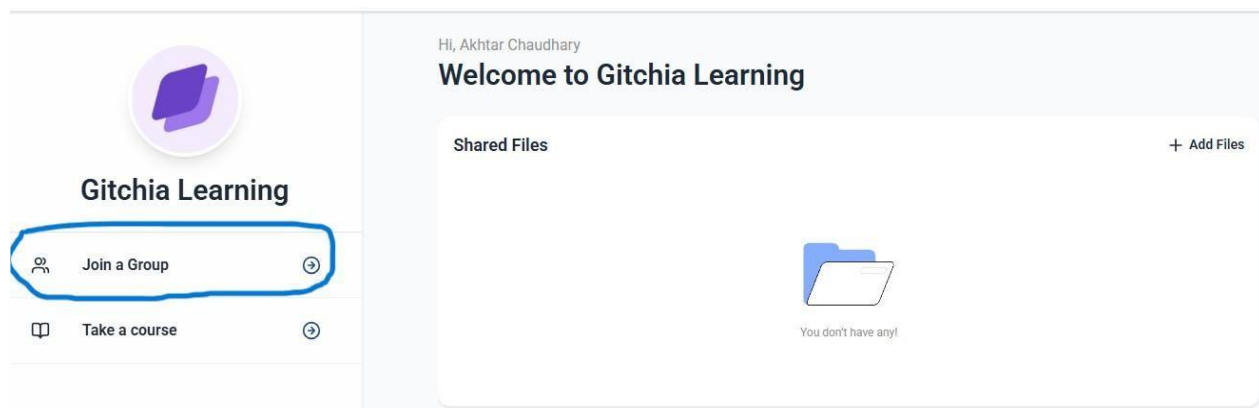 Gitchia Learning
Join a Group
Take a course
Hi, Akhtar Chaudhary
Welcome to Gitchia Learning
Shared Files
+ Add Files
You don't have any!